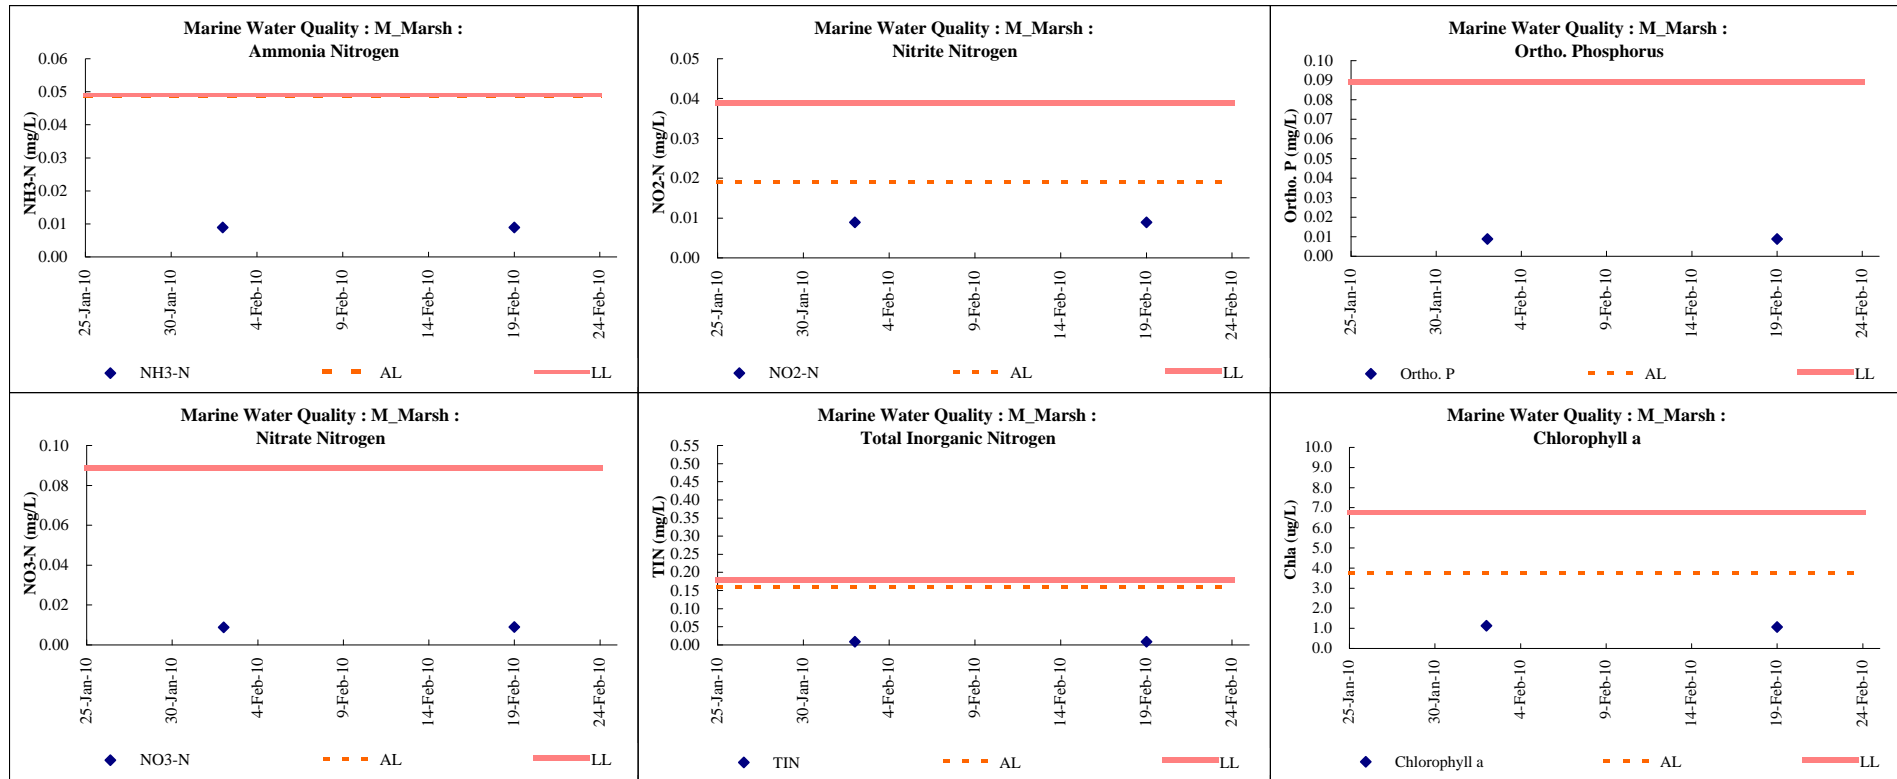 Marine Water Quality : M_Marsh :
Ammonia Nitrogen
NH3-N (mg/L)
0.06
0.05
0.04
0.03
0.02
0.01
0.00
25-Jan-10
30-Jan-10
4-Feb-10
9-Feb-10
14-Feb-10
19-Feb-10
24-Feb-10
NH3-N
AL
LL
Marine Water Quality : M_Marsh :
Nitrite Nitrogen
NO2-N (mg/L)
0.05
0.04
0.03
0.02
0.01
0.00
25-Jan-10
30-Jan-10
4-Feb-10
9-Feb-10
14-Feb-10
19-Feb-10
24-Feb-10
NO2-N
AL
LL
Marine Water Quality : M_Marsh :
Ortho. Phosphorus
Ortho. P (mg/L)
0.10
0.09
0.08
0.07
0.06
0.05
0.04
0.03
0.02
0.01
0.00
25-Jan-10
30-Jan-10
4-Feb-10
9-Feb-10
14-Feb-10
19-Feb-10
24-Feb-10
Ortho. P
AL
LL
Marine Water Quality : M_Marsh :
Nitrate Nitrogen
NO3-N (mg/L)
0.10
0.08
0.06
0.04
0.02
0.00
25-Jan-10
30-Jan-10
4-Feb-10
9-Feb-10
14-Feb-10
19-Feb-10
24-Feb-10
NO3-N
AL
LL
Marine Water Quality : M_Marsh :
Total Inorganic Nitrogen
TIN (mg/L)
0.55
0.50
0.45
0.40
0.35
0.30
0.25
0.20
0.15
0.10
0.05
0.00
25-Jan-10
30-Jan-10
4-Feb-10
9-Feb-10
14-Feb-10
19-Feb-10
24-Feb-10
TIN
AL
LL
Marine Water Quality : M_Marsh :
Chlorophyll a
Chla (ug/L)
10.0
9.0
8.0
7.0
6.0
5.0
4.0
3.0
2.0
1.0
0.0
25-Jan-10
30-Jan-10
4-Feb-10
9-Feb-10
14-Feb-10
19-Feb-10
24-Feb-10
Chlorophyll a
AL
LL